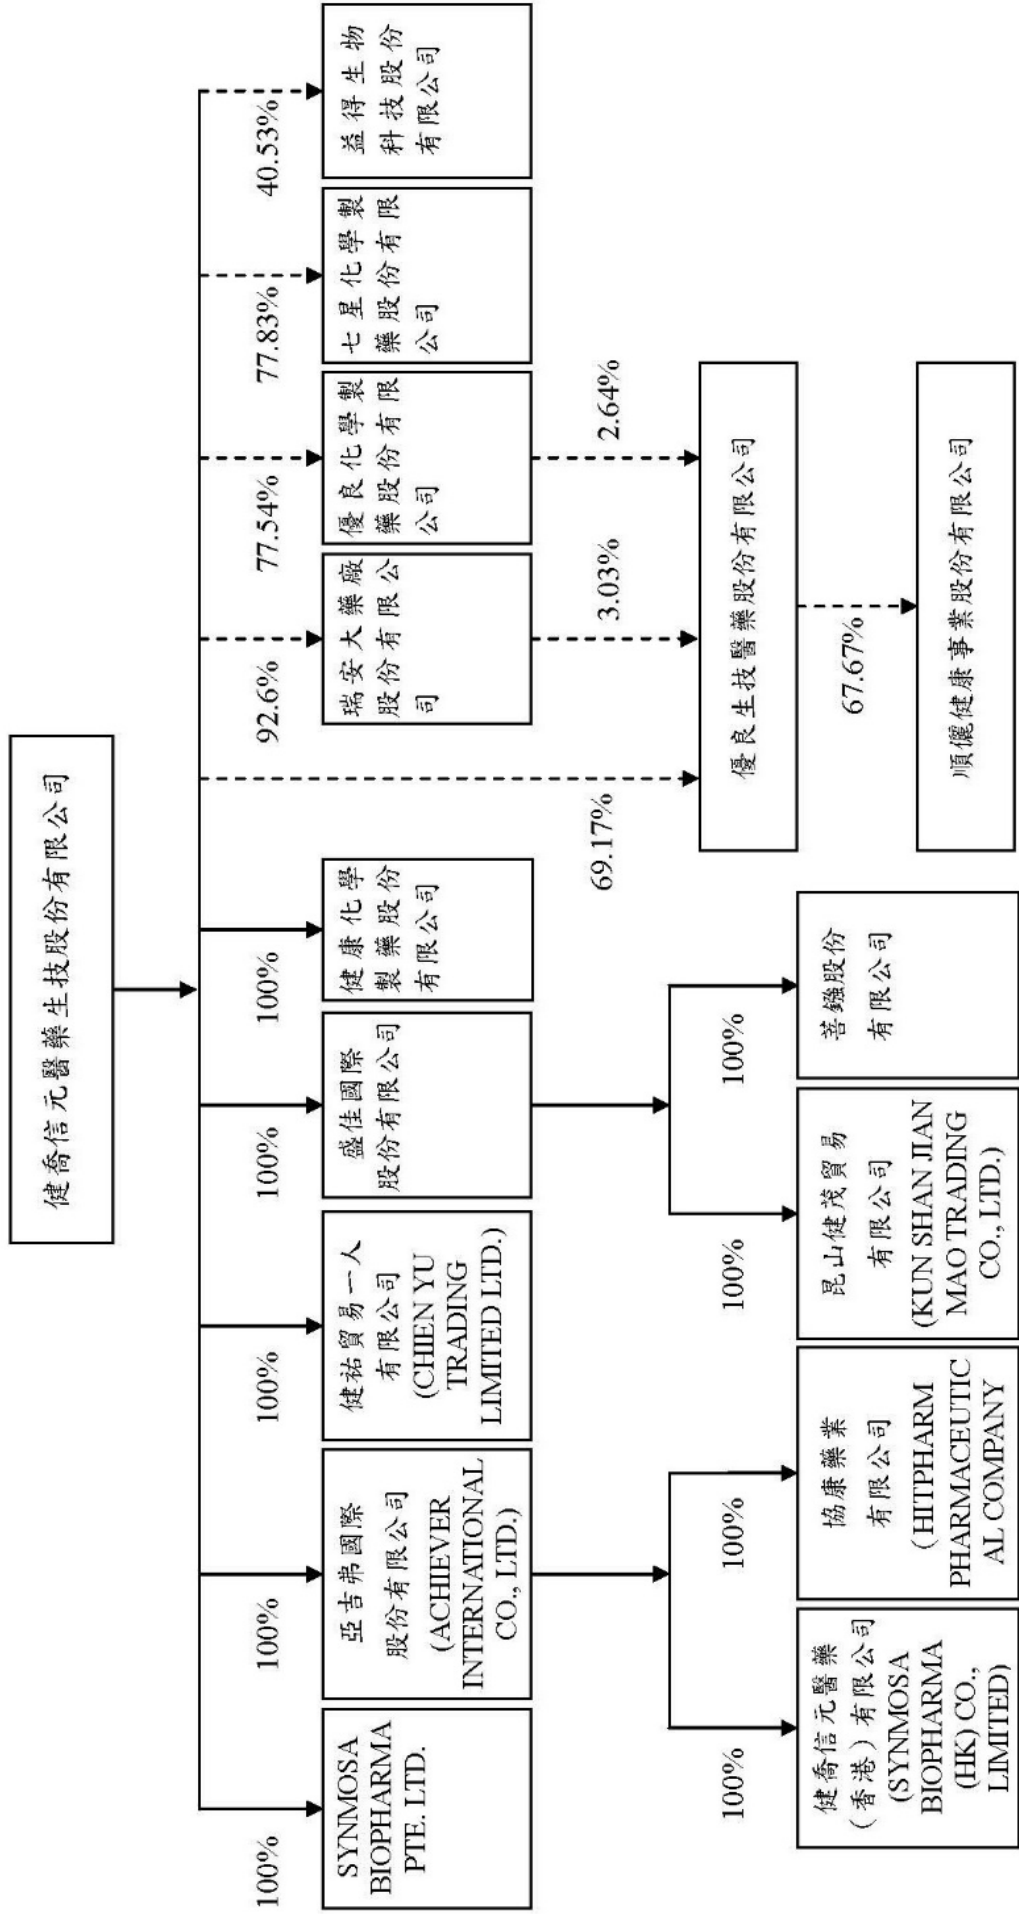 健喬信元醫藥生技股份有限公司
100%
100%
100%
100%
100%
69.17%
92.6%
77.54%
77.83%
40.53%
SYNMOSA
BIOPHARMA
PTE. LTD.
亞吉弗國際
股份有限公司
(ACHIEVER
INTERNATIONAL
CO., LTD.)
健祐貿易一人
有限公司
(CHIEN YU
TRADING
LIMITED LTD.)
盛佳國際
股份有限公司
健康化學
製藥股份
有限公司
瑞安大藥廠
股份有限公
司
優良化學製
藥股份有限
公司
七星化學製
藥股份有限
公司
益得生物
科技股份
有限公司
3.03%
2.64%
100%
100%
100%
100%
優良生技醫藥股份有限公司
67.67%
健喬信元醫藥
（香港）有限公司
(SYNMOSA
BIOPHARMA
(HK) CO.,
LIMITED)
協康藥業
有限公司
(HITPHARM
PHARMACEUTIC
AL COMPANY
昆山健茂貿易
有限公司
(KUN SHAN JIAN
MAO TRADING
CO., LTD.)
善鏹股份
有限公司
順儷健康事業股份有限公司